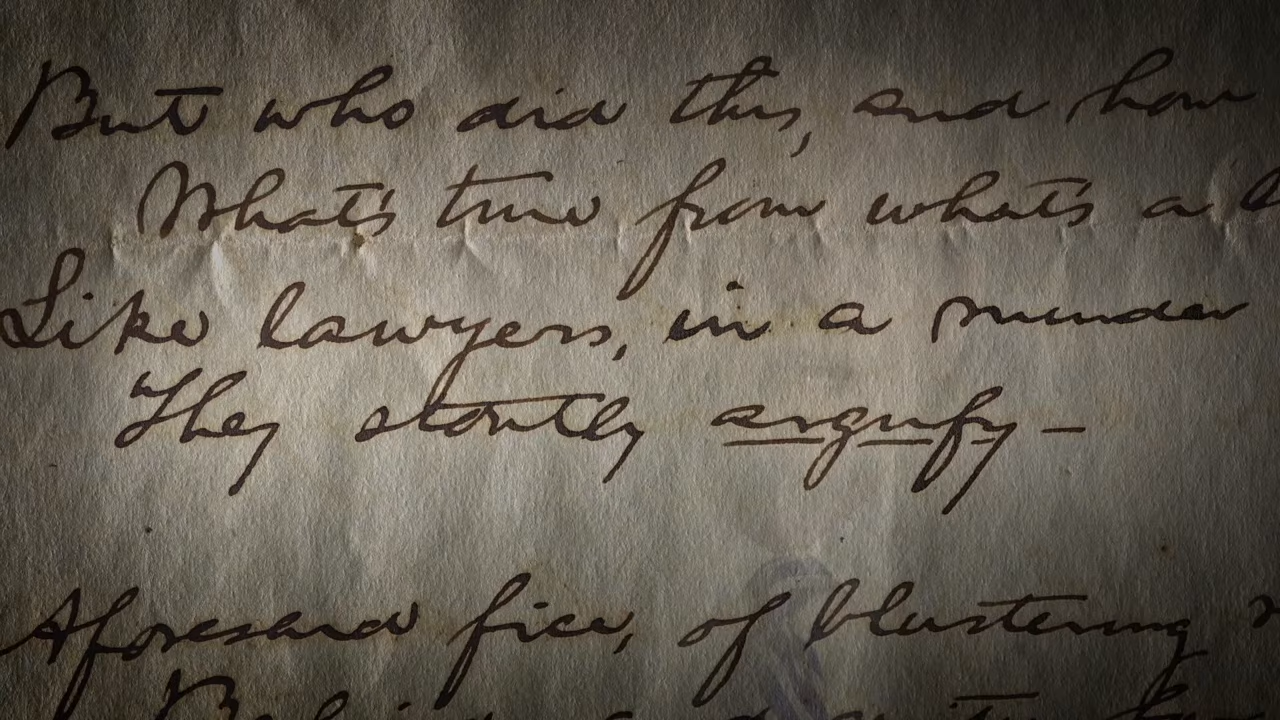 But who did this, and how
What's true from what's a
Like lawyers, in a murder
They stoutly argufy —
Aforesaid fice, of blustering
Behind